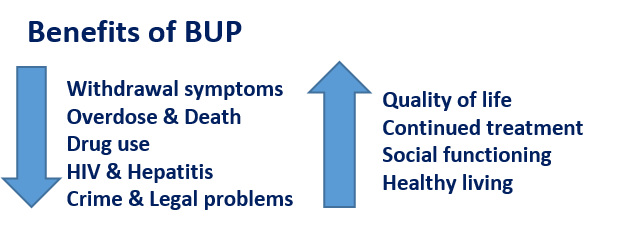 Benefits of BUP
Withdrawal symptoms
Overdose & Death
Drug use
HIV & Hepatitis
Crime & Legal problems
Quality of life
Continued treatment
Social functioning
Healthy living